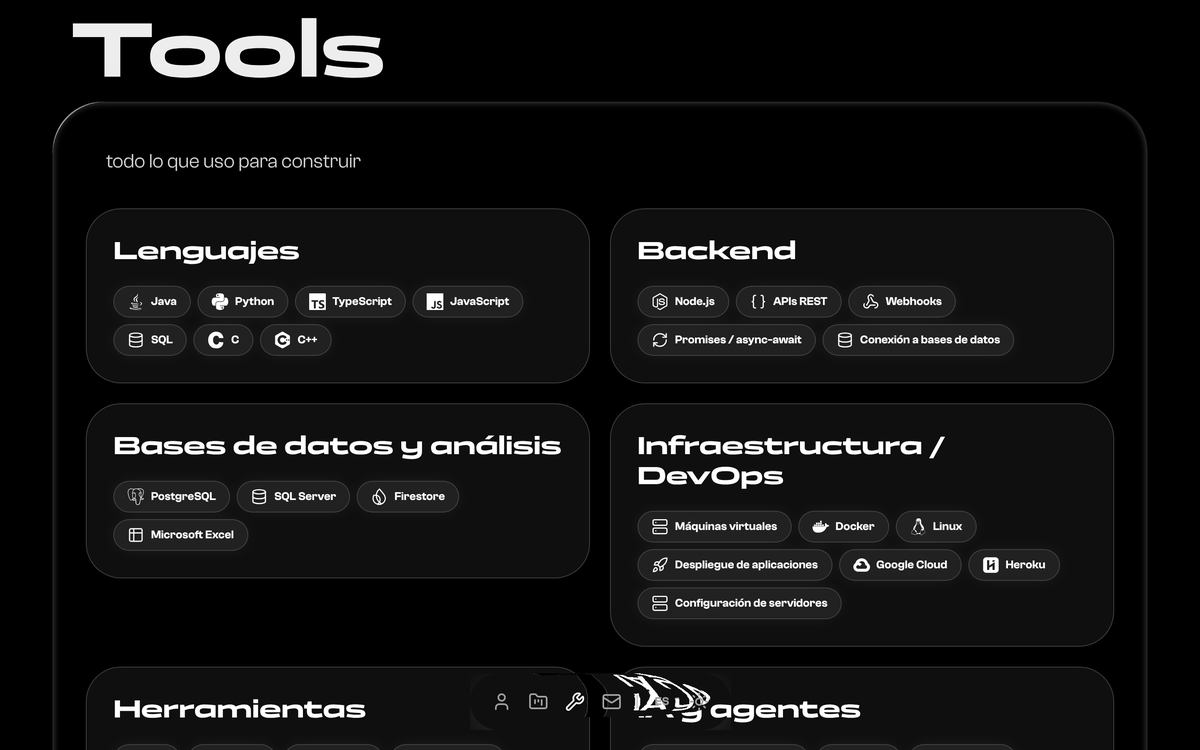 Tools
todo lo que uso para construir
Lenguajes
Java Python TypeScript JavaScript
SQL C C++
Backend
Node.js APIs REST Webhooks
Promises / async-await Conexión a bases de datos
Bases de datos y análisis
PostgreSQL SQL Server Firestore
Microsoft Excel
Infraestructura /
DevOps
Máquinas virtuales Docker Linux
Despliegue de aplicaciones Google Cloud Heroku
Configuración de servidores
Herramientas
y agentes